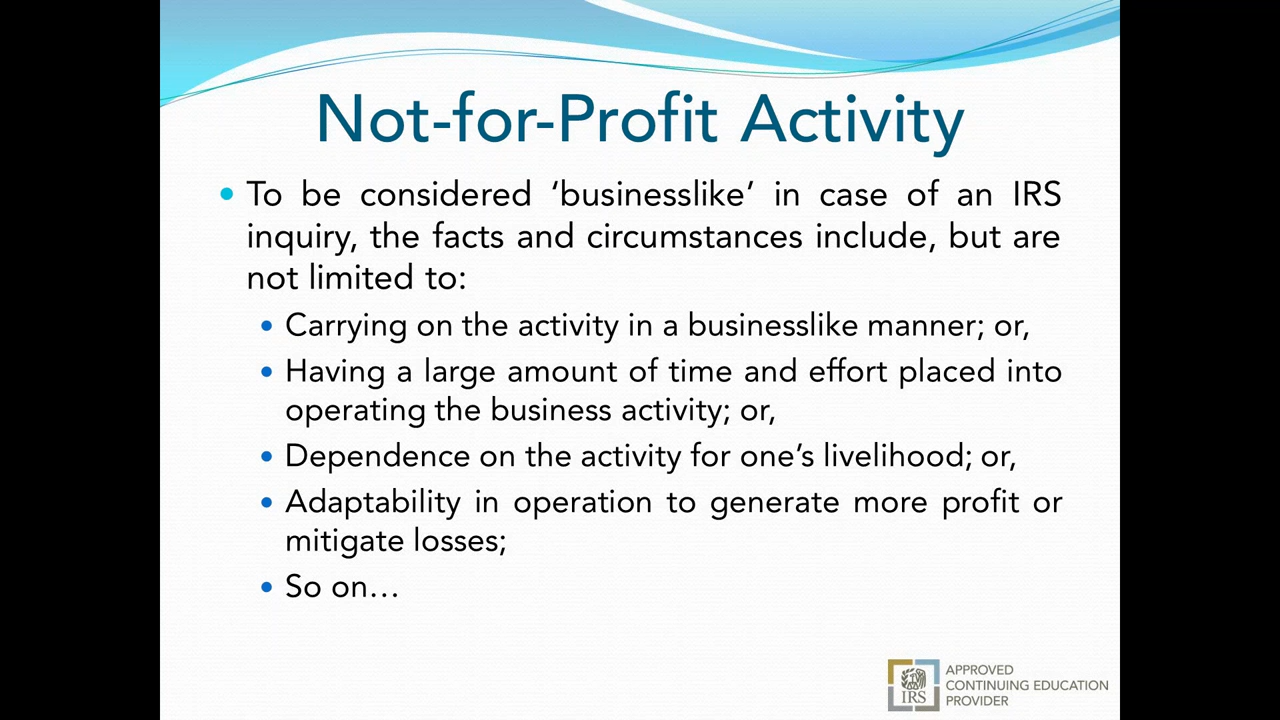 Not-for-Profit Activity
• To be considered ‘businesslike’ in case of an IRS
inquiry, the facts and circumstances include, but are
not limited to:
• Carrying on the activity in a businesslike manner; or,
• Having a large amount of time and effort placed into
operating the business activity; or,
• Dependence on the activity for one’s livelihood; or,
• Adaptability in operation to generate more profit or
mitigate losses;
• So on…
IRS
APPROVED
CONTINUING EDUCATION
PROVIDER